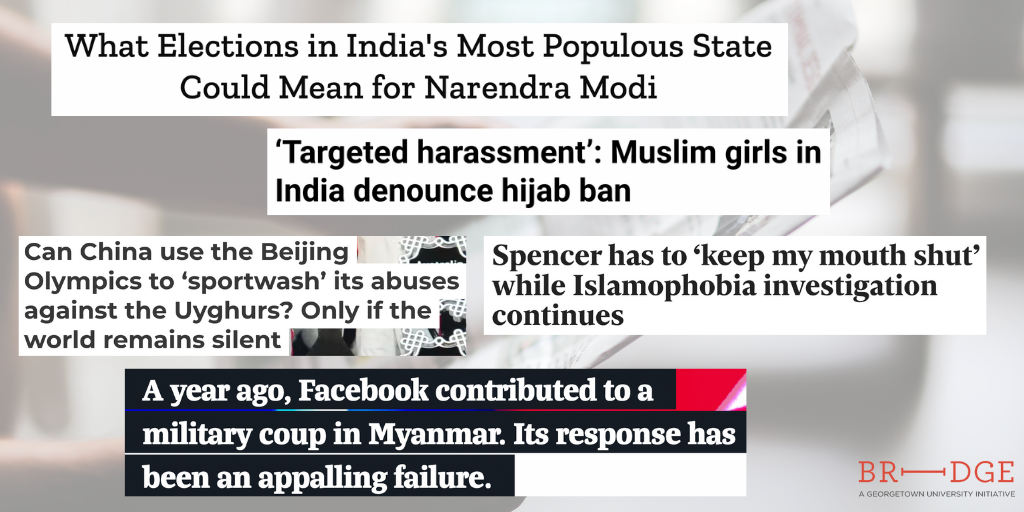 What Elections in India's Most Populous State
Could Mean for Narendra Modi
‘Targeted harassment’: Muslim girls in
India denounce hijab ban
Can China use the Beijing
Olympics to ‘sportwash’ its abuses
against the Uyghurs? Only if the
world remains silent
Spencer has to ‘keep my mouth shut’
while Islamophobia investigation
continues
A year ago, Facebook contributed to a
military coup in Myanmar. Its response has
been an appalling failure.
BRIDGE
A GEORGETOWN UNIVERSITY INITIATIVE